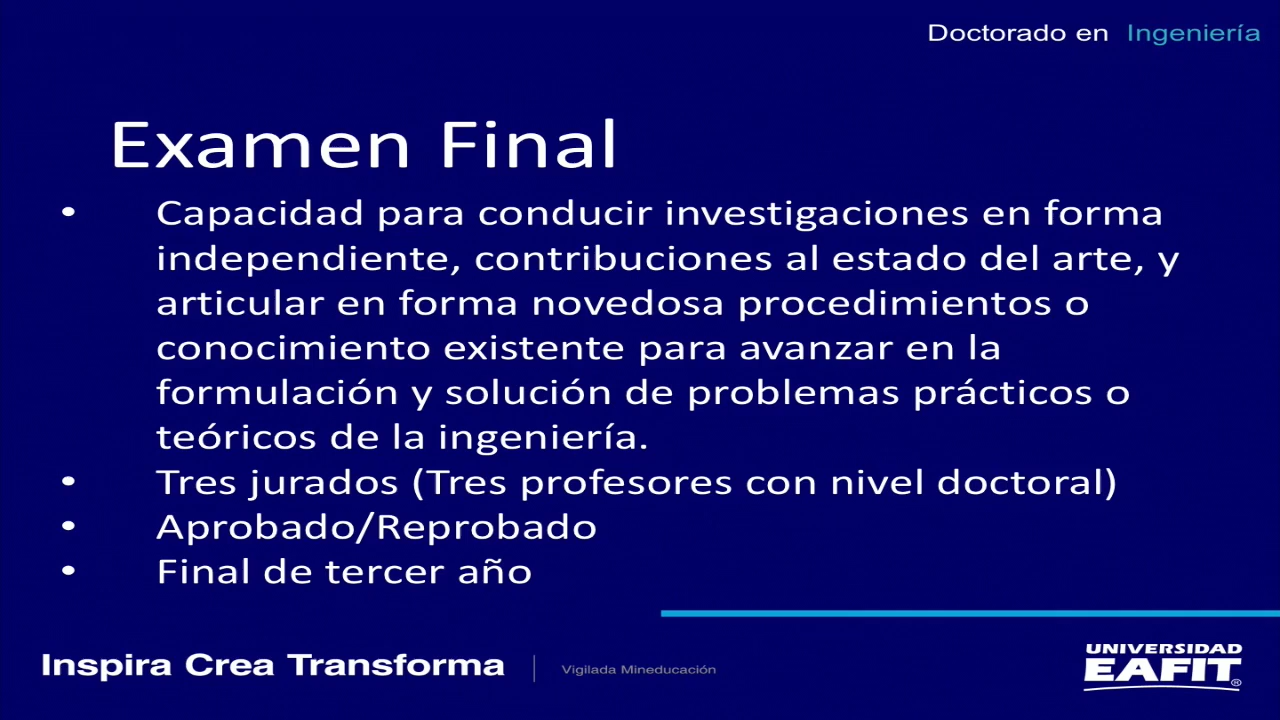 Doctorado en Ingeniería
Examen Final
• Capacidad para conducir investigaciones en forma
independiente, contribuciones al estado del arte, y
articular en forma novedosa procedimientos o
conocimiento existente para avanzar en la
formulación y solución de problemas prácticos o
teóricos de la ingeniería.
• Tres jurados (Tres profesores con nivel doctoral)
• Aprobado/Reprobado
• Final de tercer año
Inspira Crea Transforma
Vigilada Mineducación
UNIVERSIDAD
EAFIT®